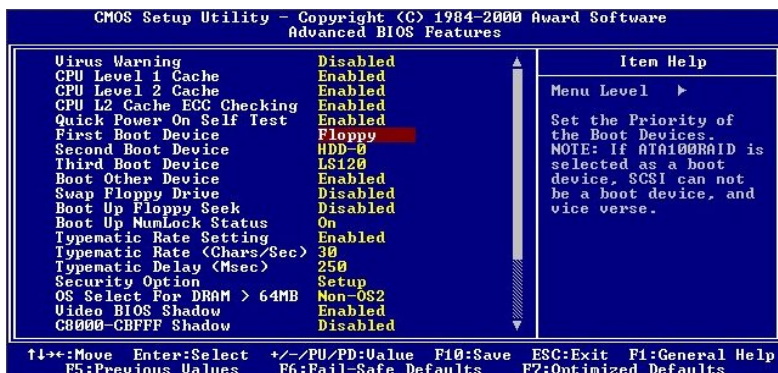 CMOS Setup Utility - Copyright (C) 1984-2000 Award Software
Advanced BIOS Features
Virus Warning Disabled
CPU Level 1 Cache Enabled
CPU Level 2 Cache Enabled
CPU L2 Cache ECC Checking Enabled
Quick Power On Self Test Enabled
First Boot Device Floppy
Second Boot Device HDD-0
Third Boot Device LS120
Boot Other Device Enabled
Swap Floppy Drive Disabled
Boot Up Floppy Seek Disabled
Boot Up NumLock Status On
Typematic Rate Setting Enabled
Typematic Rate (Chars/Sec) 30
Typematic Delay (Msec) 250
Security Option Setup
OS Select For DRAM > 64MB Non-OS2
Video BIOS Shadow Enabled
C8000-CBFFF Shadow Disabled
Item Help
Menu Level ▶
Set the Priority of
the Boot Devices.
NOTE: If ATA100RAID is
selected as a boot
device, SCSI can not
be a boot device, and
vice verse.
↑↓→←:Move Enter:Select +/-/PU/PD:Value F10:Save ESC:Exit F1:General Help
F5:Previous Values F6:Fail-Safe Defaults F7:Optimized Defaults